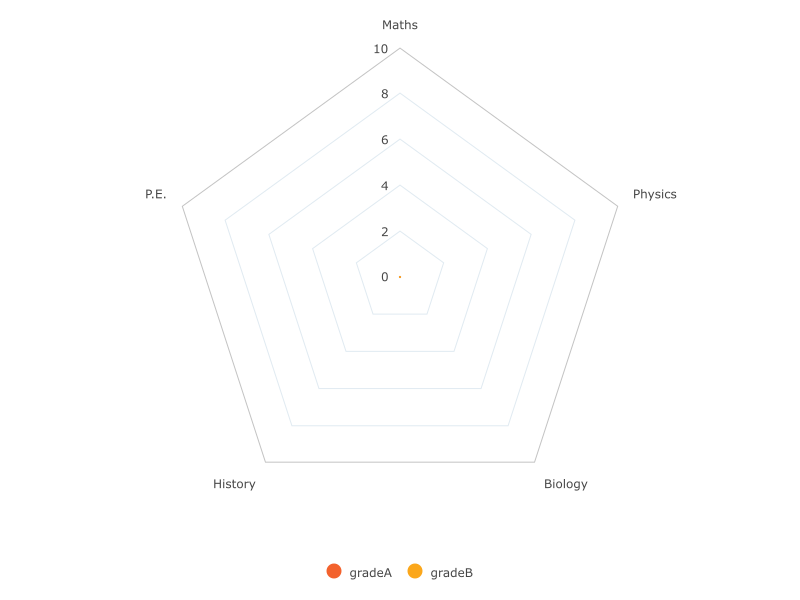 Maths
10
8
P.E.
Physics
6
4
2
0
History
Biology
gradeA
gradeB